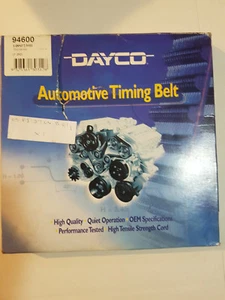 94600
DAYCO
Automotive Timing Belt
High Quality · Quiet Operation · OEM Specifications
Performance Tested · High Tensile Strength Cord